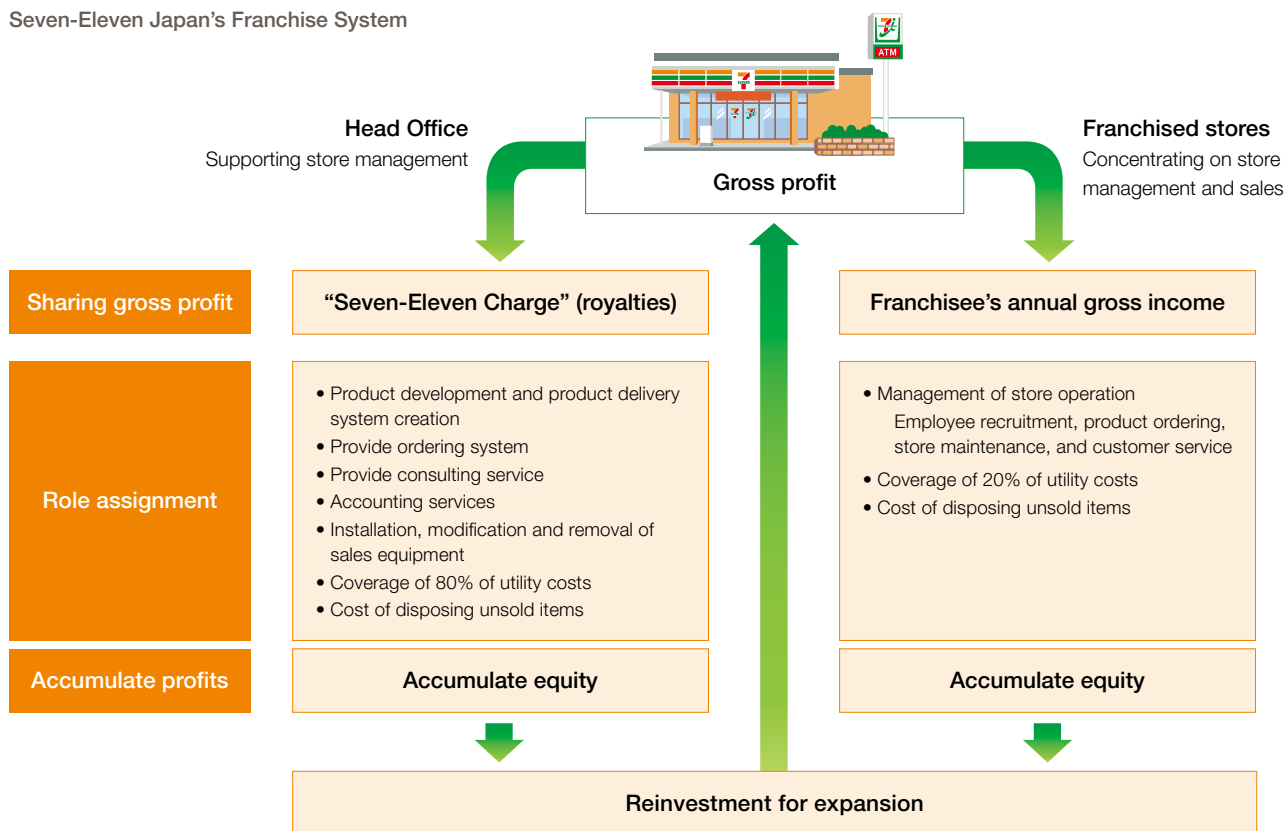 Seven-Eleven Japan's Franchise System
7
ELEVEN
ATM
Head Office
Supporting store management
Franchised stores
Concentrating on store
management and sales
Gross profit
Sharing gross profit
“Seven-Eleven Charge” (royalties)
Franchisee's annual gross income
Role assignment
• Product development and product delivery
system creation
• Provide ordering system
• Provide consulting service
• Accounting services
• Installation, modification and removal of
sales equipment
• Coverage of 80% of utility costs
• Cost of disposing unsold items
• Management of store operation
Employee recruitment, product ordering,
store maintenance, and customer service
• Coverage of 20% of utility costs
• Cost of disposing unsold items
Accumulate profits
Accumulate equity
Accumulate equity
Reinvestment for expansion